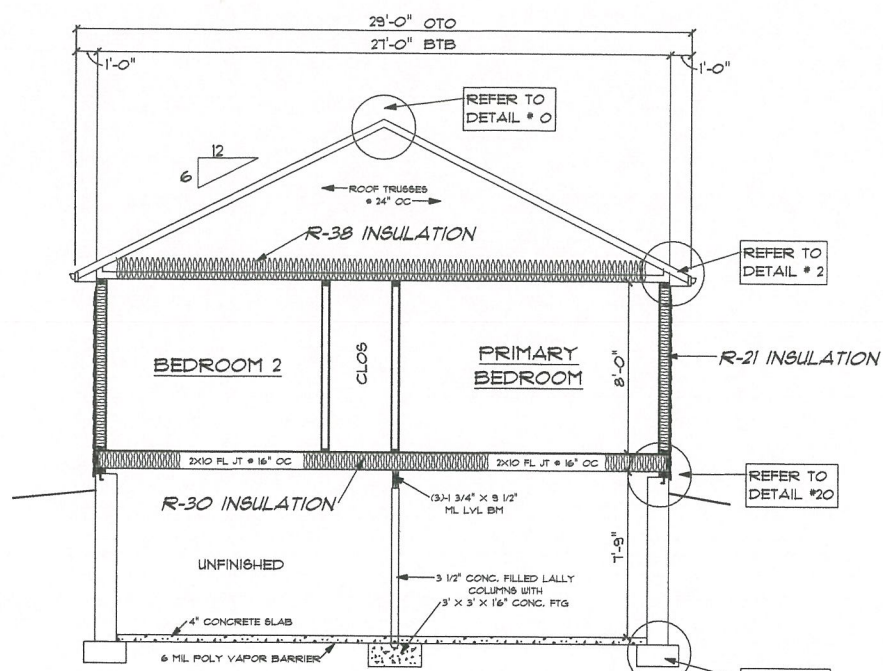 29'-0" OTO
27'-0" BTB
1'-0"
1'-0"
REFER TO
DETAIL # 0
12
6
ROOF TRUSSES
@ 24" OC
R-38 INSULATION
REFER TO
DETAIL # 2
BEDROOM 2
CLOS
PRIMARY
BEDROOM
8'-0"
R-21 INSULATION
2X10 FL JT @ 16" OC
2X10 FL JT @ 16" OC
REFER TO
DETAIL #20
R-30 INSULATION
(3)-1 3/4" X 9 1/2"
ML LVL BM
7'-9"
UNFINISHED
3 1/2" CONC. FILLED LALLY
COLUMNS WITH
3' X 3' X 1'6" CONC. FTG
4" CONCRETE SLAB
6 MIL POLY VAPOR BARRIER